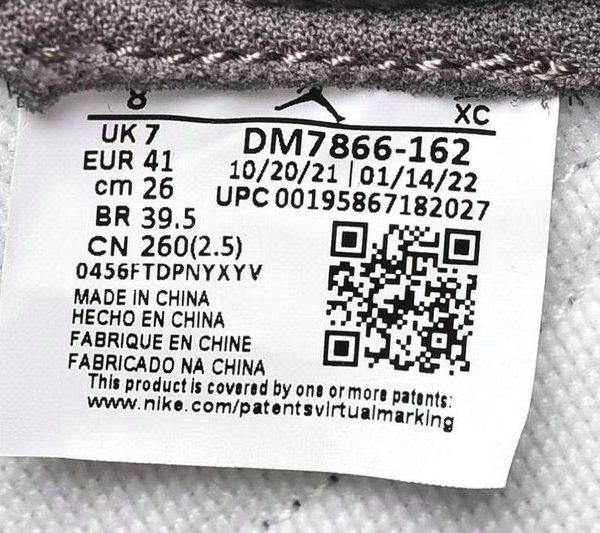 8
XC
UK 7
EUR 41
cm 26
BR 39.5
CN 260(2.5)
0456FTDPNYXYV
DM7866-162
10/20/21 | 01/14/22
UPC 00195867182027
MADE IN CHINA
HECHO EN CHINA
FABRIQUE EN CHINE
FABRICADO NA CHINA
This product is covered by one or more patents:
www.nike.com/patentsvirtualmarking